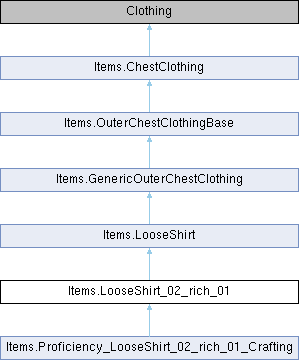 Clothing
Items.ChestClothing
Items.OuterChestClothingBase
Items.GenericOuterChestClothing
Items.LooseShirt
Items.LooseShirt_02_rich_01
Items.Proficiency_LooseShirt_02_rich_01_Crafting